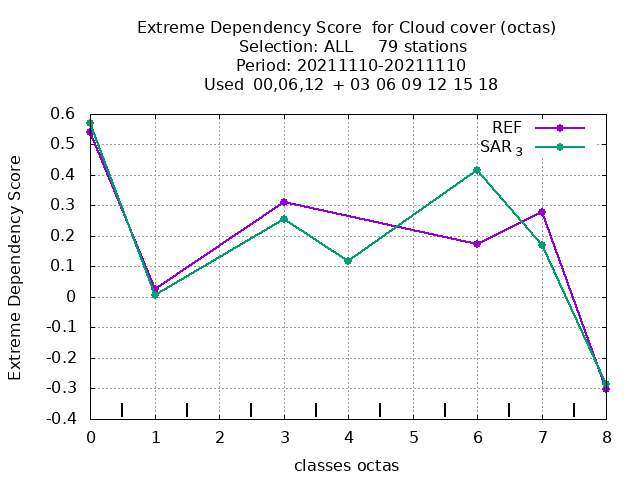 Extreme Dependency Score  for Cloud cover (octas)
Selection: ALL     79 stations
Period: 20211110-20211110
Used  00,06,12  + 03 06 09 12 15 18
REF
SAR 3
Extreme Dependency Score
0.6
0.5
0.4
0.3
0.2
0.1
0
-0.1
-0.2
-0.3
-0.4
0 1 2 3 4 5 6 7 8
classes octas